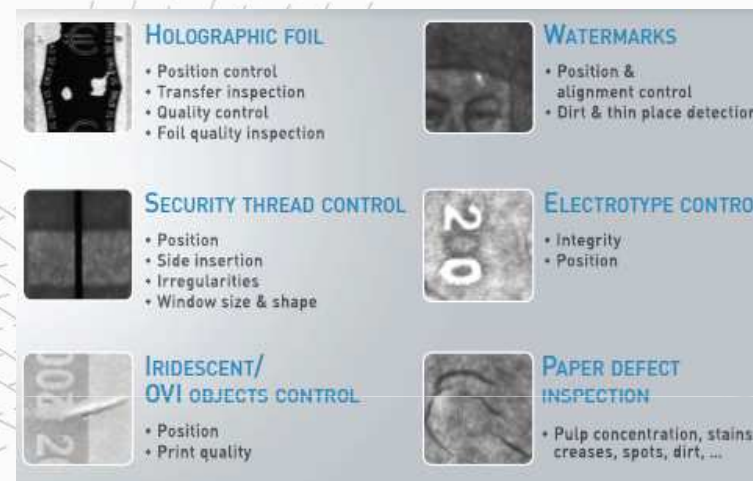 HOLOGRAPHIC FOIL
• Position control
• Transfer inspection
• Quality control
• Foil quality inspection
WATERMARKS
• Position &
alignment control
• Dirt & thin place detection
SECURITY THREAD CONTROL
• Position
• Side insertion
• Irregularities
• Window size & shape
20
ELECTROTYPE CONTRO
• Integrity
• Position
IRIDESCENT/
OVI OBJECTS CONTROL
• Position
• Print quality
PAPER DEFECT
INSPECTION
• Pulp concentration, stains
creases, spots, dirt, ...